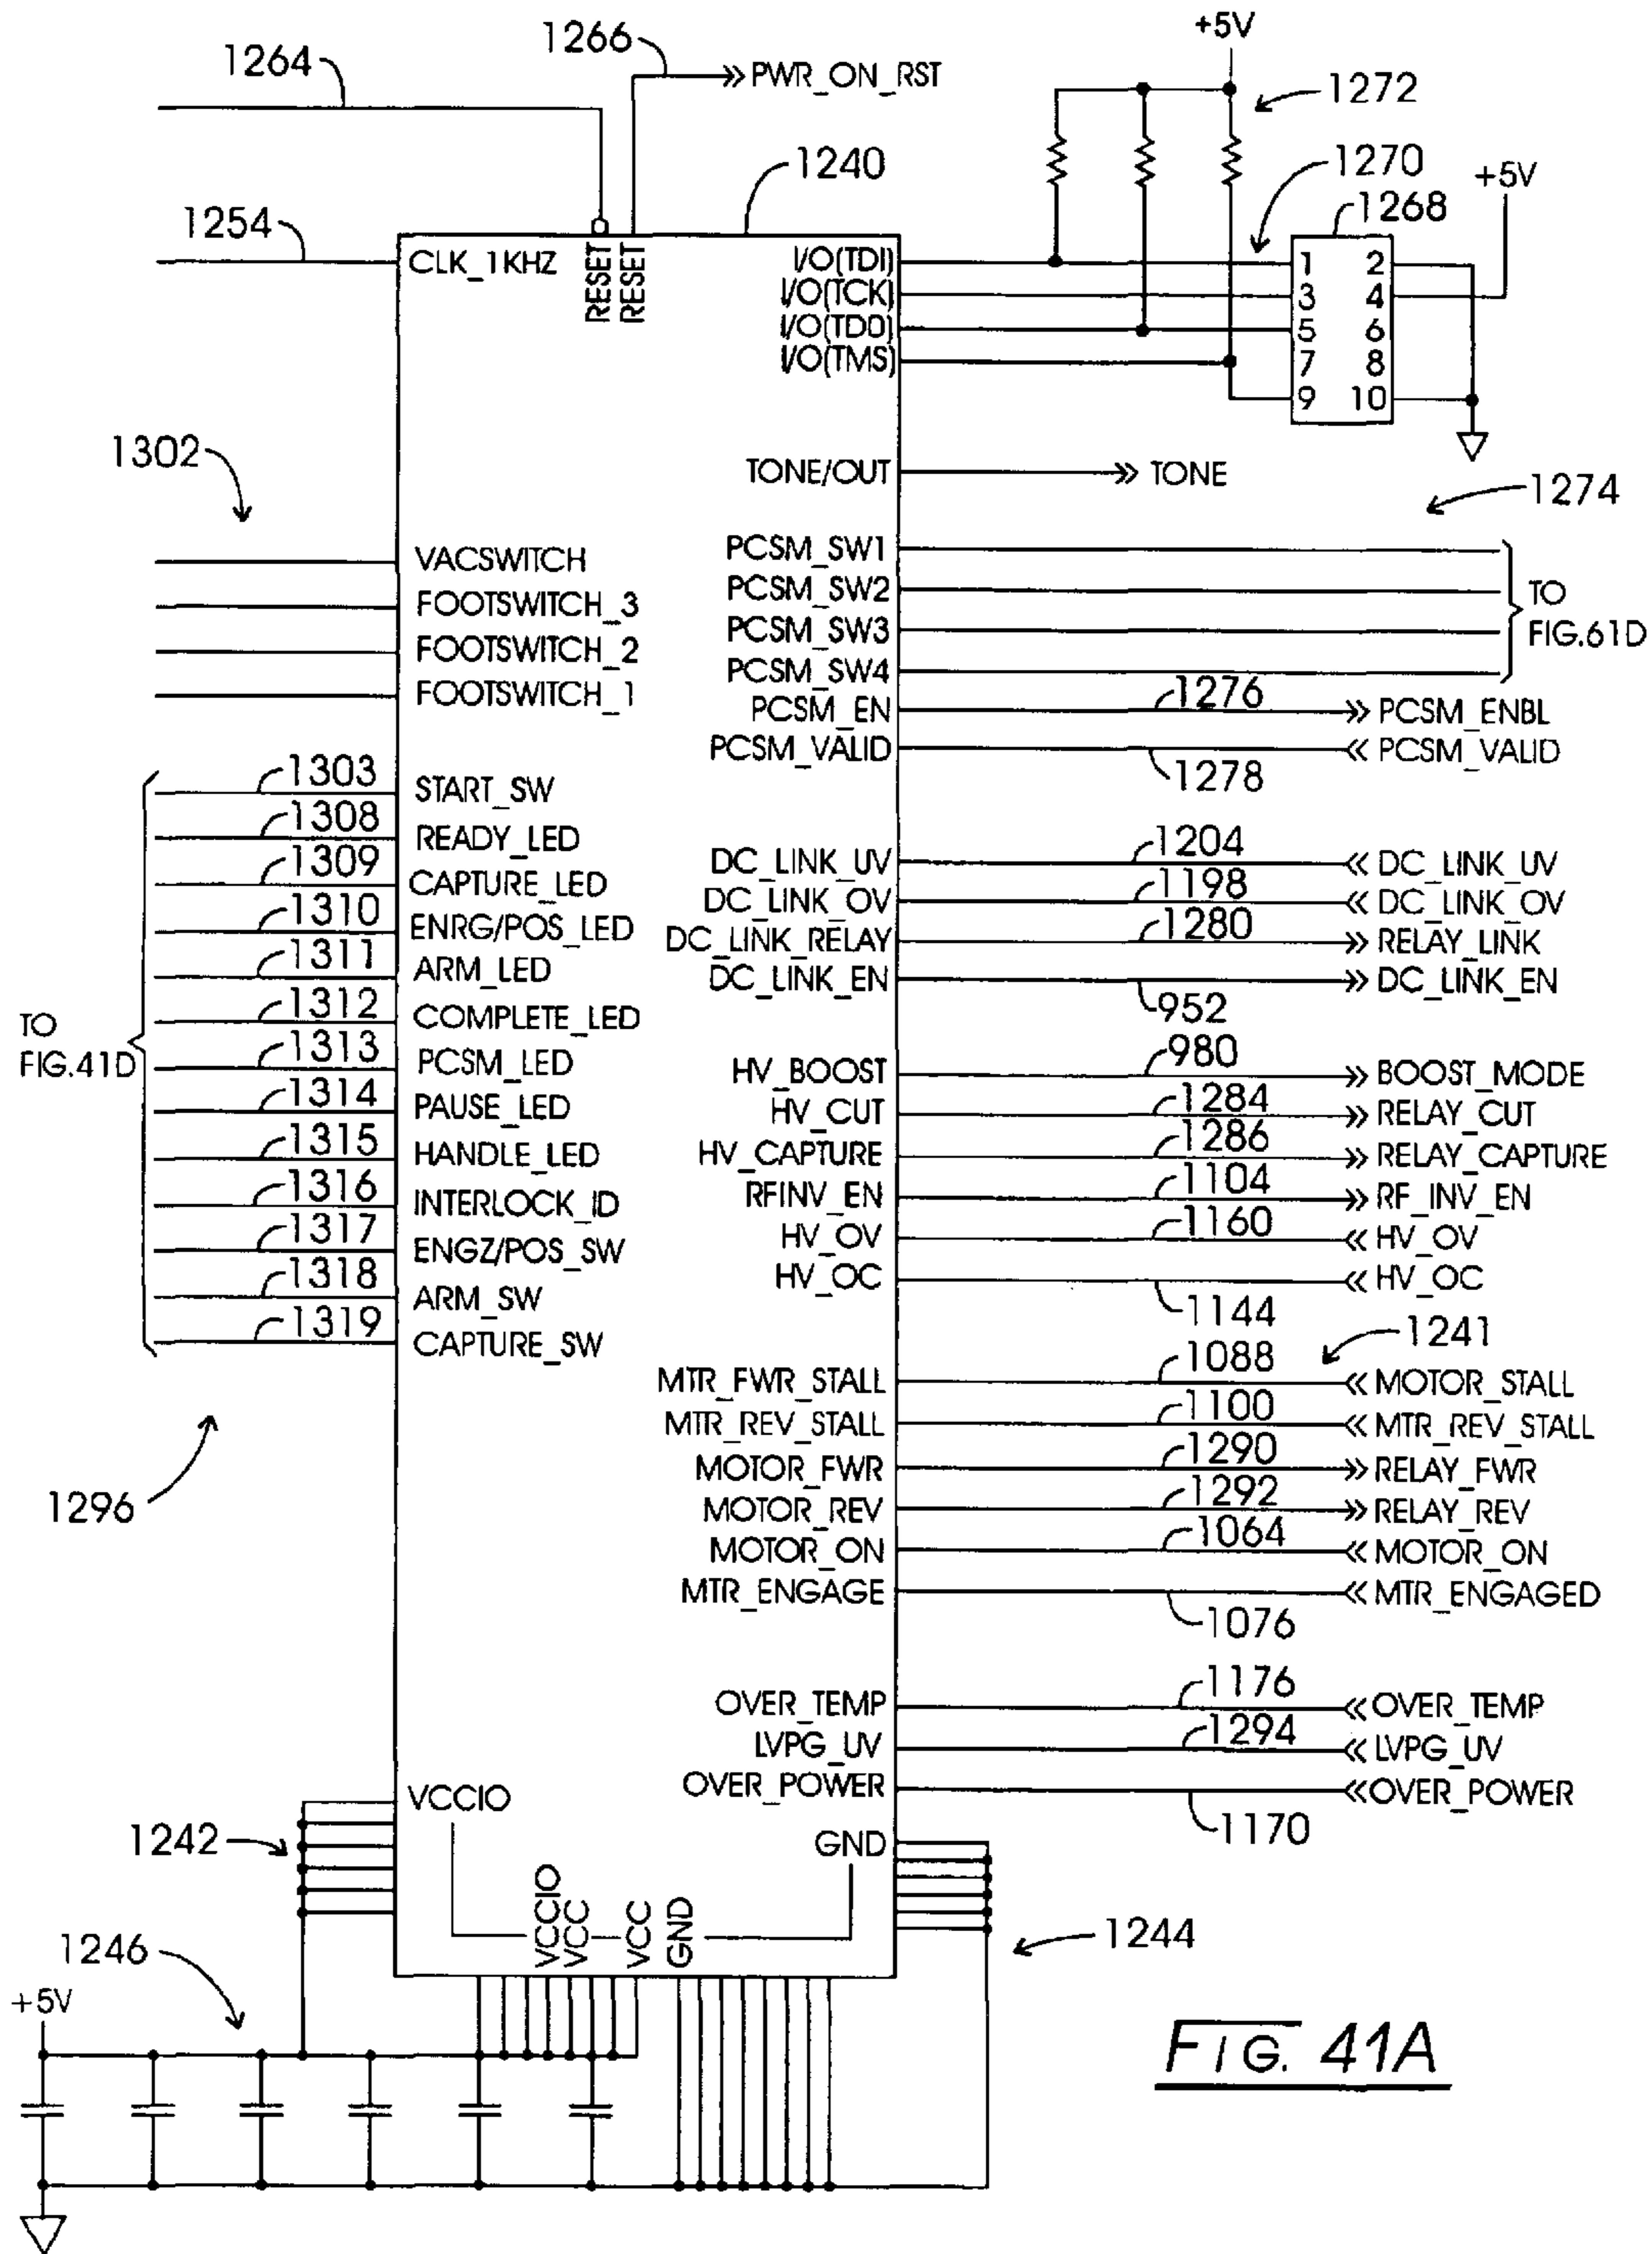 +5V
1266
1264
PWR_ON_RST
1272
1240
1270
+5V
1254
1268
CLK_1KHZ
RESET
RESET
I/O(TDI)
1 2
I/O(TCK)
3 4
I/O(TDO)
5 6
I/O(TMS)
7 8
9 10
1302
TONE/OUT
TONE
1274
VACSWITCH
PCSM_SW1
FOOTSWITCH_3
PCSM_SW2
TO
FIG.61D
FOOTSWITCH_2
PCSM_SW3
FOOTSWITCH_1
PCSM_SW4
PCSM_EN
1276
PCSM_ENBL
PCSM_VALID
1278
PCSM_VALID
1303
START_SW
1308
READY_LED
1309
CAPTURE_LED
1310
ENRG/POS_LED
1311
ARM_LED
1312
COMPLETE_LED
TO
FIG.41D
1313
PCSM_LED
1314
PAUSE_LED
1315
HANDLE_LED
1316
INTERLOCK_ID
1317
ENGZ/POS_SW
1318
ARM_SW
1319
CAPTURE_SW
1296
DC_LINK_UV
1204
DC_LINK_UV
DC_LINK_OV
1198
DC_LINK_OV
DC_LINK_RELAY
1280
RELAY_LINK
DC_LINK_EN
952
DC_LINK_EN
HV_BOOST
980
BOOST_MODE
HV_CUT
1284
RELAY_CUT
HV_CAPTURE
1286
RELAY_CAPTURE
RFINV_EN
1104
RF_INV_EN
HV_OV
1160
HV_OV
HV_OC
1144
HV_OC
1241
MTR_FWR_STALL
1088
MOTOR_STALL
MTR_REV_STALL
1100
MTR_REV_STALL
MOTOR_FWR
1290
RELAY_FWR
MOTOR_REV
1292
RELAY_REV
MOTOR_ON
1064
MOTOR_ON
MTR_ENGAGE
1076
MTR_ENGAGED
OVER_TEMP
1176
OVER_TEMP
LVPG_UV
1294
LVPG_UV
OVER_POWER
1170
OVER_POWER
VCCIO
1242
GND
VCCIO
VCC
VCC
GND
1244
1246
+5V
FIG. 41A